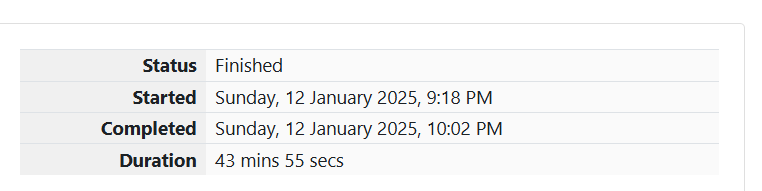 Status Finished
Started Sunday, 12 January 2025, 9:18 PM
Completed Sunday, 12 January 2025, 10:02 PM
Duration 43 mins 55 secs